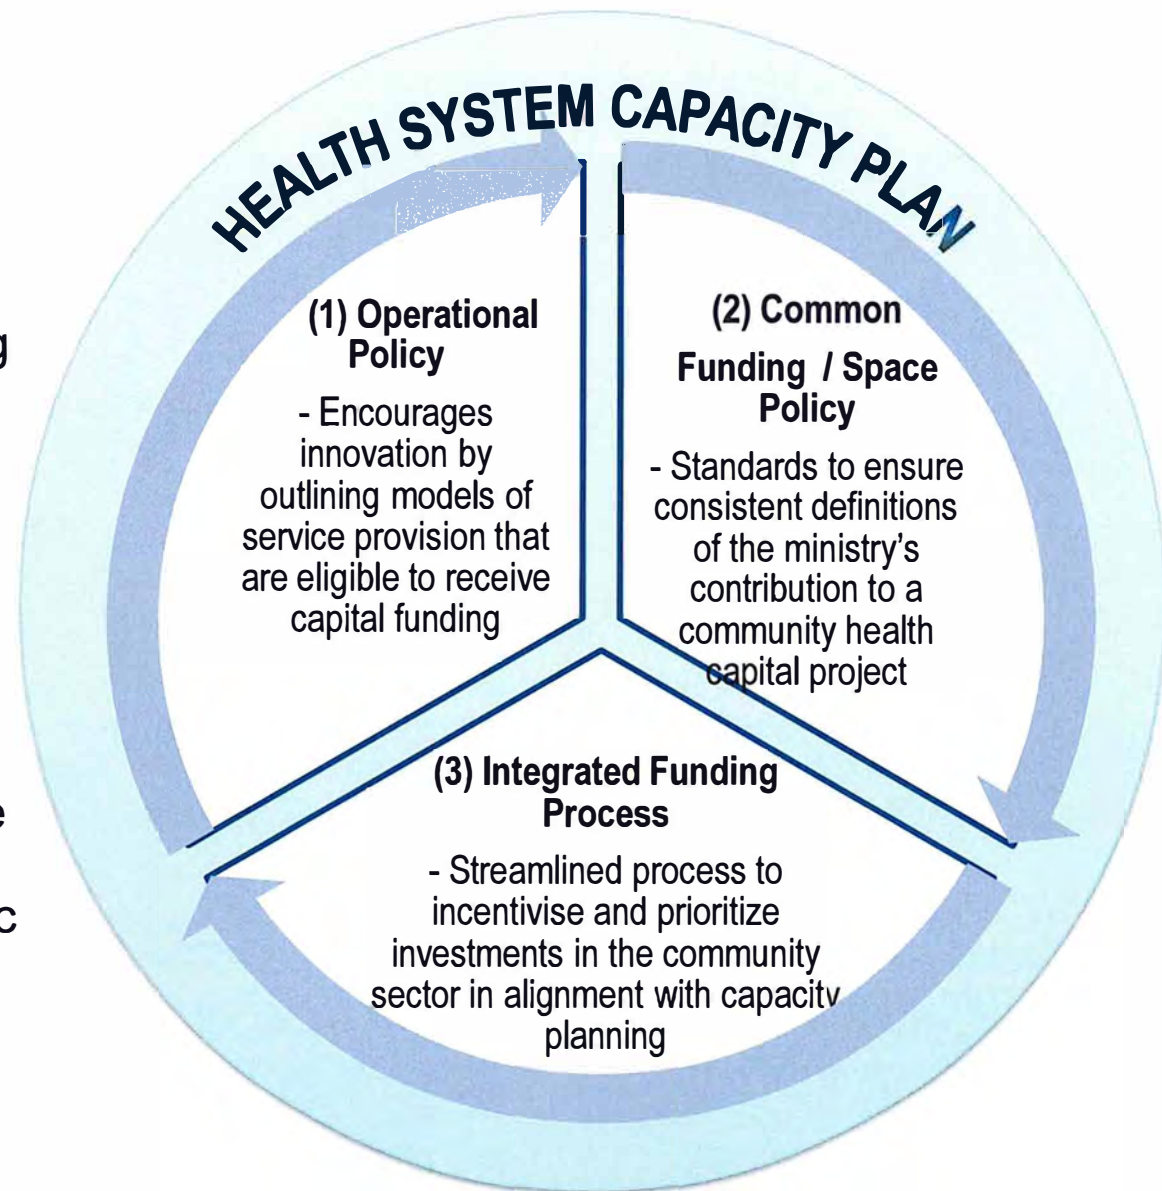 HEALTH SYSTEM CAPACITY PLAN
(1) Operational
Policy
- Encourages
innovation by
outlining models of
service provision that
are eligible to receive
capital funding
(2) Common
Funding / Space
Policy
- Standards to ensure
consistent definitions
of the ministry's
contribution to a
community health
capital project
(3) Integrated Funding
Process
- Streamlined process to
incentivise and prioritize
investments in the community
sector in alignment with capacity
planning